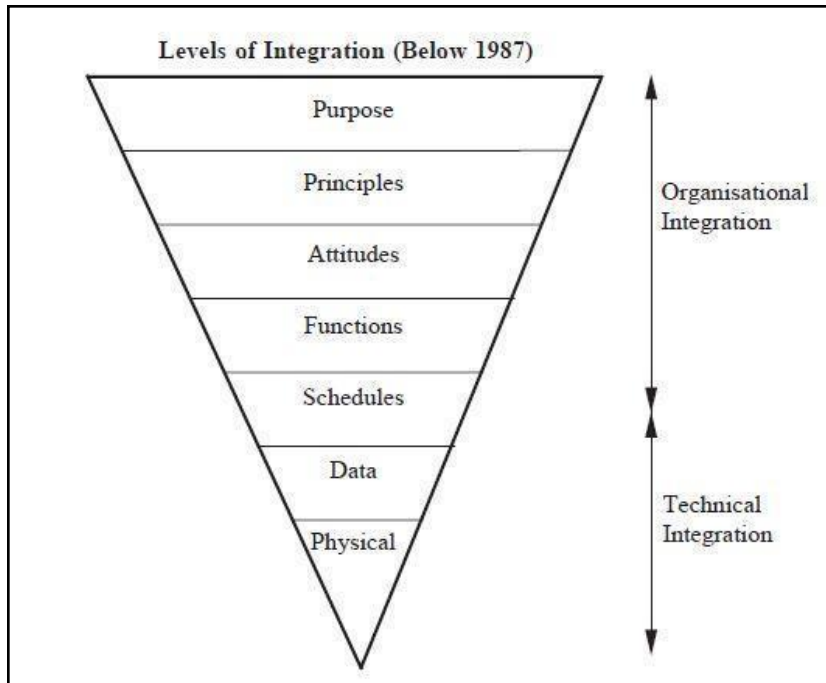 Levels of Integration (Below 1987)
Purpose
Principles
Attitudes
Functions
Schedules
Data
Physical
Organisational
Integration
Technical
Integration